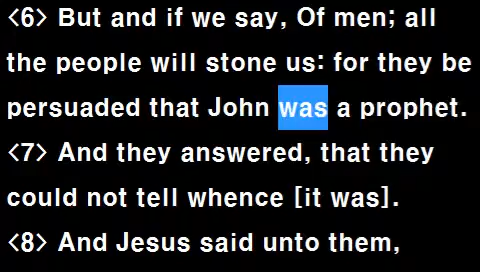 <6> But and if we say, Of men; all
the people will stone us: for they be
persuaded that John was a prophet.
<7> And they answered, that they
could not tell whence [it was].
<8> And Jesus said unto them,